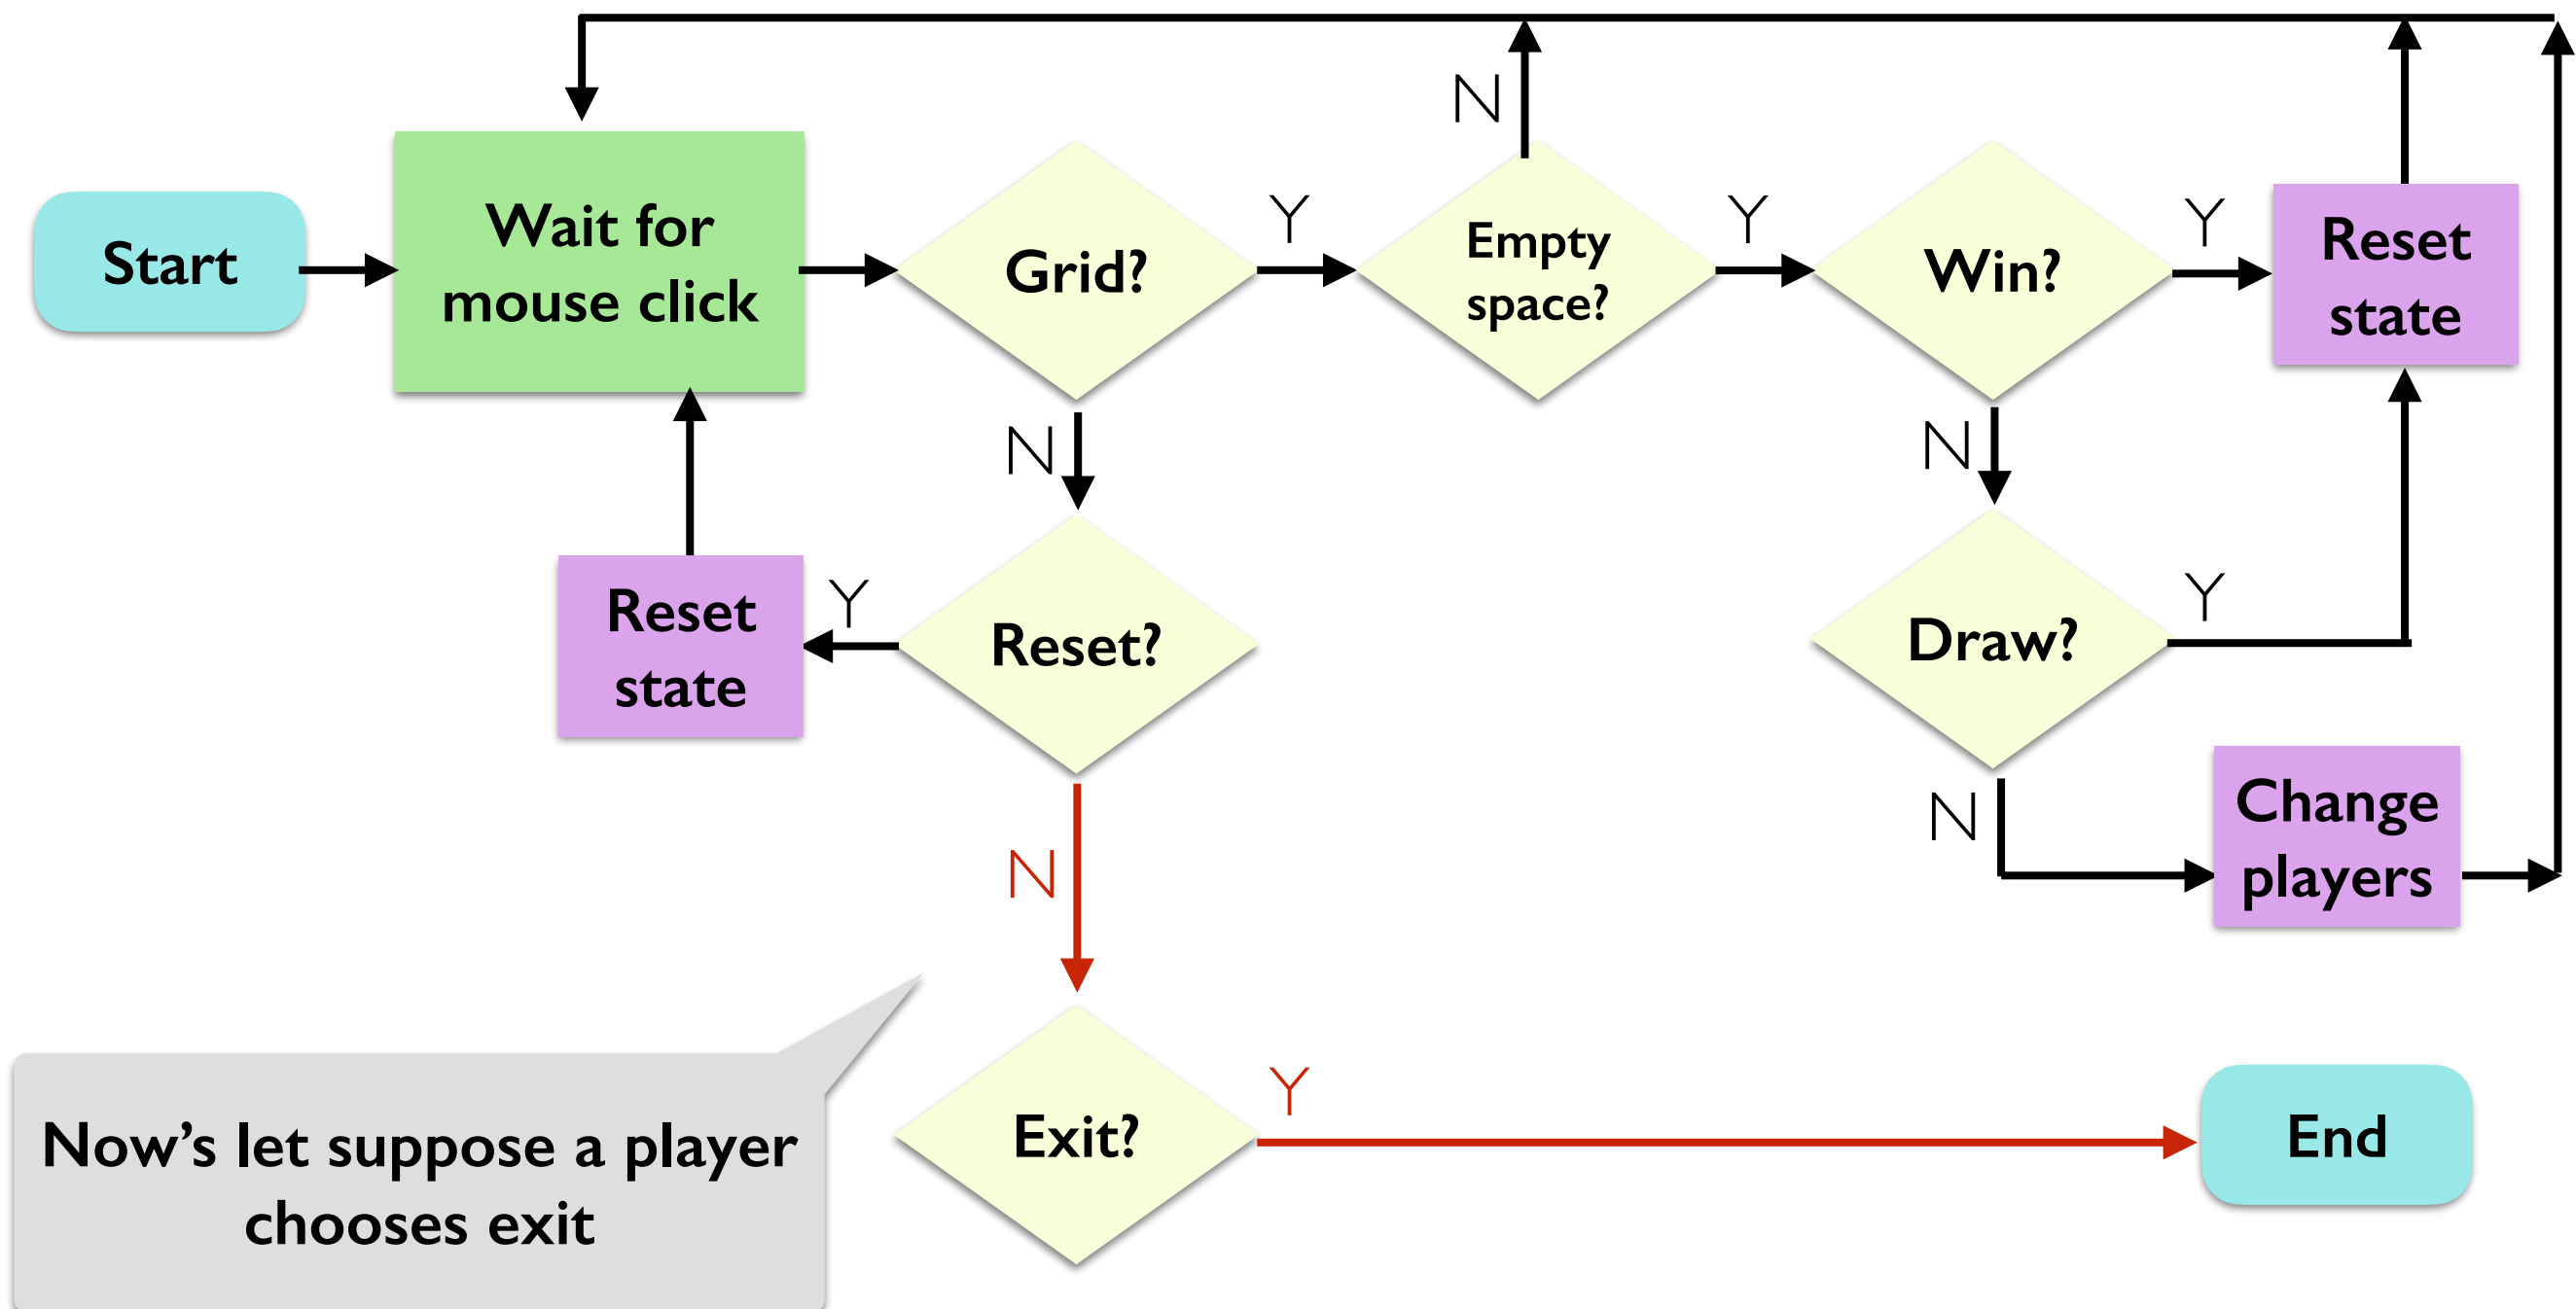 N
Start
Wait for
mouse click
Grid?
Y
Empty
space?
Y
Win?
Y
Reset
state
N
N
Reset
state
Y
Reset?
Draw?
Y
N
N
Change
players
Now's let suppose a player
chooses exit
Exit?
Y
End